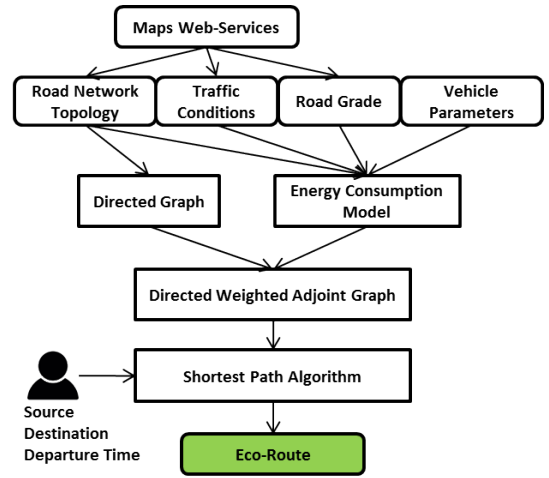 Maps Web-Services
Road Network
Topology
Traffic
Conditions
Road Grade
Vehicle
Parameters
Directed Graph
Energy Consumption
Model
Directed Weighted Adjoint Graph
Shortest Path Algorithm
Source
Destination
Departure Time
Eco-Route